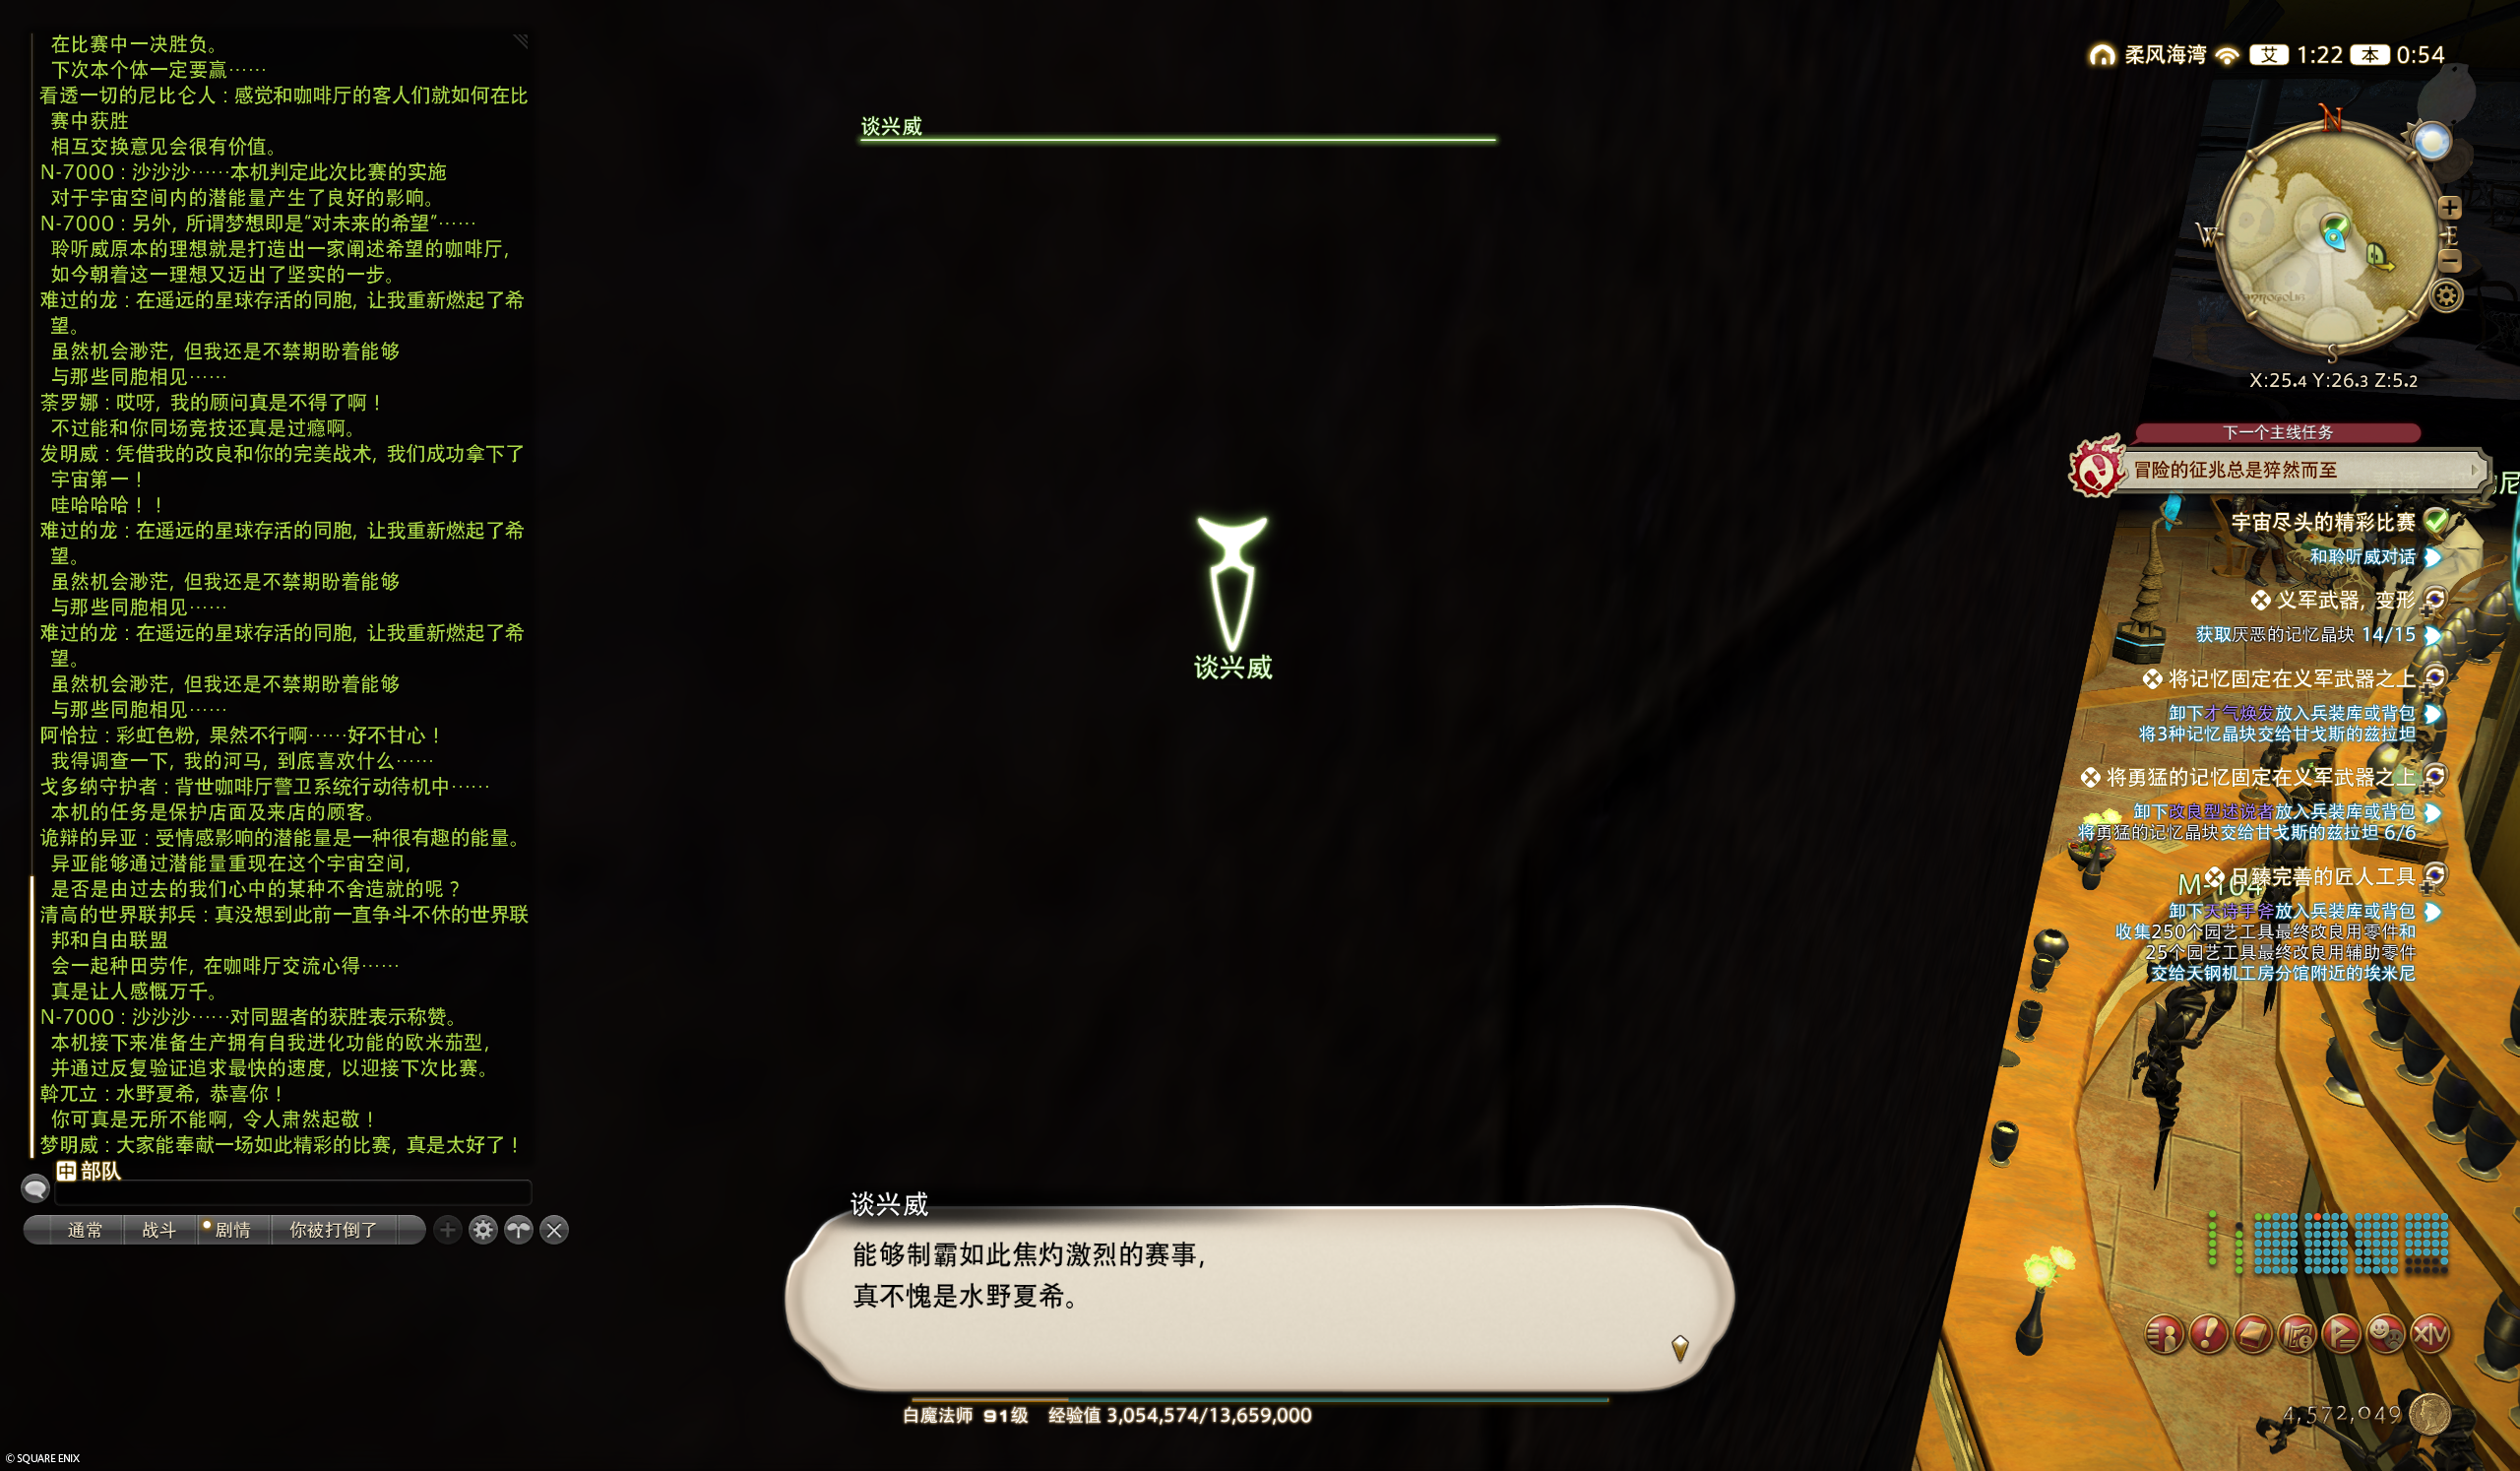 在比赛中一决胜负。
下次本个体一定要赢……
看透一切的尼比仑人：感觉和咖啡厅的客人们就如何在比
赛中获胜
相互交换意见会很有价值。
N-7000：沙沙沙……本机判定此次比赛的实施
对于宇宙空间内的潜能量产生了良好的影响。
N-7000：另外，所谓梦想即是“对未来的希望”……
聆听威原本的理想就是打造出一家阐述希望的咖啡厅，
如今朝着这一理想又迈出了坚实的一步。
难过的龙：在遥远的星球存活的同胞，让我重新燃起了希
望。
虽然机会渺茫，但我还是不禁期盼着能够
与那些同胞相见……
茶罗娜：哎呀，我的顾问真是不得了啊！
不过能和你同场竞技还真是过瘾啊。
发明威：凭借我的改良和你的完美战术，我们成功拿下了
宇宙第一！
哇哈哈哈！！
难过的龙：在遥远的星球存活的同胞，让我重新燃起了希
望。
虽然机会渺茫，但我还是不禁期盼着能够
与那些同胞相见……
难过的龙：在遥远的星球存活的同胞，让我重新燃起了希
望。
虽然机会渺茫，但我还是不禁期盼着能够
与那些同胞相见……
阿恰拉：彩虹色粉，果然不行啊……好不甘心！
我得调查一下，我的河马，到底喜欢什么……
戈多纳守护者：背世咖啡厅警卫系统行动待机中……
本机的任务是保护店面及来店的顾客。
诡辩的异亚：受情感影响的潜能量是一种很有趣的能量。
异亚能够通过潜能量重现在这个宇宙空间，
是否是由过去的我们心中的某种不舍造就的呢？
清高的世界联邦兵：真没想到此前一直争斗不休的世界联
邦和自由联盟
会一起种田劳作，在咖啡厅交流心得……
真是让人感慨万千。
N-7000：沙沙沙……对同盟者的获胜表示称赞。
本机接下来准备生产拥有自我进化功能的欧米茄型，
并通过反复验证追求最快的速度，以迎接下次比赛。
斡兀立：水野夏希，恭喜你！
你可真是无所不能啊，令人肃然起敬！
梦明威：大家能奉献一场如此精彩的比赛，真是太好了！
中 部队
通常 战斗 剧情 你被打倒了
© SQUARE ENIX
谈兴威
谈兴威
谈兴威
能够制霸如此焦灼激烈的赛事，
真不愧是水野夏希。
白魔法师 91级 经验值 3,054,574/13,659,000
柔风海湾 艾 1:22 本 0:54
N
W
E
S
X:25.4 Y:26.3 Z:5.2
下一个主线任务
冒险的征兆总是猝然而至
尼
宇宙尽头的精彩比赛
和聆听威对话
义军武器，变形
获取厌恶的记忆晶块 14/15
将记忆固定在义军武器之上
卸下才气焕发放入兵装库或背包
将3种记忆晶块交给甘戈斯的兹拉坦
将勇猛的记忆固定在义军武器之上
卸下改良型述说者放入兵装库或背包
将勇猛的记忆晶块交给甘戈斯的兹拉坦 6/6
M-104
日臻完善的匠人工具
卸下天诗手斧放入兵装库或背包
收集250个园艺工具最终改良用零件和
25个园艺工具最终改良用辅助零件
交给天钢机工房分馆附近的埃米尼
XIV
4,572,049